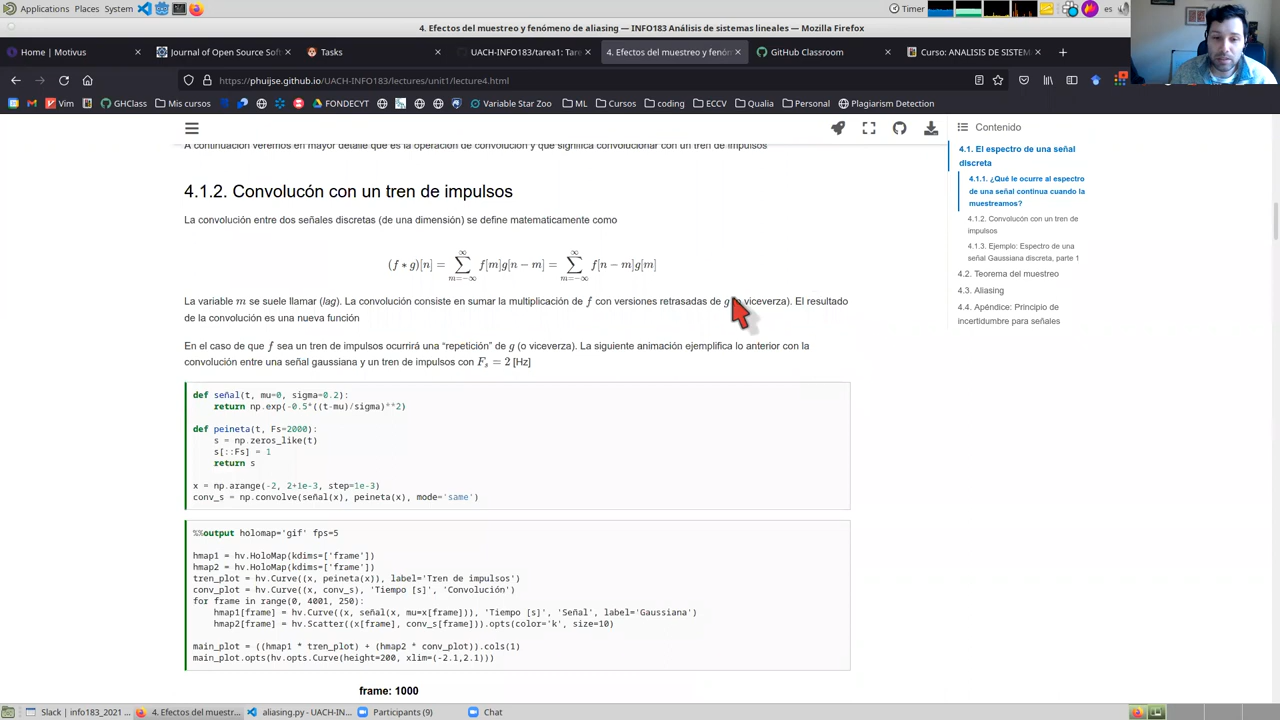 Applications Places System Timer es
4. Efectos del muestreo y fenómeno de aliasing — INFO183 Análisis de sistemas lineales — Mozilla Firefox
Home | Motivus
Journal of Open Source Sof
Tasks
UACH-INFO183 Tarea1: Tare
4. Efectos del muestreo y fenóm
GitHub Classroom
Curso: ANALISIS DE SISTEM
https://phuijse.github.io/UACH-INFO183/lectures/unit1/lecture4.html
Vim GHClass Mis cursos FONDECYT Variable Star Zoo ML Cursos coding ECCV Qualia Personal Plagiarism Detection
A continuación veremos en mayor detalle que es la operación de convolución y que significa convolucionar con un tren de impulsos
4.1.2. Convolucón con un tren de impulsos
La convolución entre dos señales discretas (de una dimensión) se define matematicamente como
(f ∗ g)[n] = ∑_{m=−∞}^{∞} f[m]g[n − m] = ∑_{m=−∞}^{∞} f[n − m]g[m]
La variable m se suele llamar (lag). La convolución consiste en sumar la multiplicación de f con versiones retrasadas de g viceverza). El resultado
de la convolución es una nueva función
En el caso de que f sea un tren de impulsos ocurrirá una “repetición” de g (o viceverza). La siguiente animación ejemplifica lo anterior con la
convolución entre una señal gaussiana y un tren de impulsos con F_s = 2 [Hz]
def señal(t, mu=0, sigma=0.2):
    return np.exp(-0.5*((t-mu)/sigma)**2)
def peineta(t, Fs=2000):
    s = np.zeros_like(t)
    s[::Fs] = 1
    return s
x = np.arange(-2, 2+1e-3, step=1e-3)
conv_s = np.convolve(señal(x), peineta(x), mode='same')
%%output holomap='gif' fps=5
hmap1 = hv.HoloMap(kdims=['frame'])
hmap2 = hv.HoloMap(kdims=['frame'])
tren_plot = hv.Curve((x, peineta(x)), label='Tren de impulsos')
conv_plot = hv.Curve((x, conv_s), 'Tiempo [s]', 'Convolución')
for frame in range(0, 4001, 250):
    hmap1[frame] = hv.Curve((x, señal(x, mu=x[frame])), 'Tiempo [s]', 'Señal', label='Gaussiana')
    hmap2[frame] = hv.Scatter((x[frame], conv_s[frame])).opts(color='k', size=10)
main_plot = ((hmap1 * tren_plot) + (hmap2 * conv_plot)).cols(1)
main_plot.opts(hv.opts.Curve(height=200, xlim=(-2.1,2.1)))
frame: 1000
Contenido
4.1. El espectro de una señal
discreta
4.1.1. ¿Qué le ocurre al espectro
de una señal continua cuando la
muestreamos?
4.1.2. Convolucón con un tren de
impulsos
4.1.3. Ejemplo: Espectro de una
señal Gaussiana discreta, parte 1
4.2. Teorema del muestreo
4.3. Aliasing
4.4. Apéndice: Principio de
incertidumbre para señales
Slack | info183_2021 ...
4. Efectos del muestr...
aliasing.py - UACH-IN...
Participants (9)
Chat